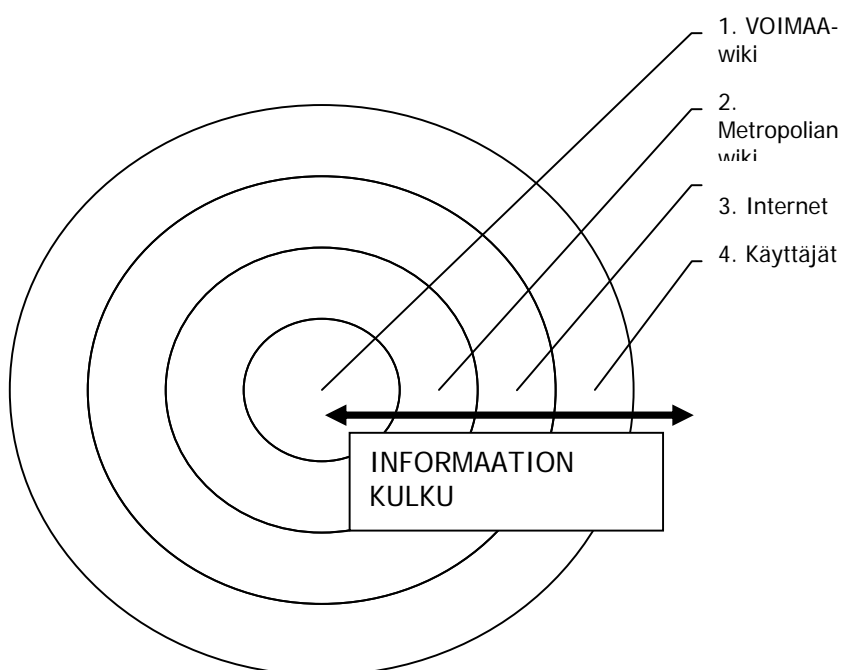 1. VOIMAA-
wiki
2.
Metropolian
wiki
3. Internet
4. Käyttäjät
INFORMAATION
KULKU